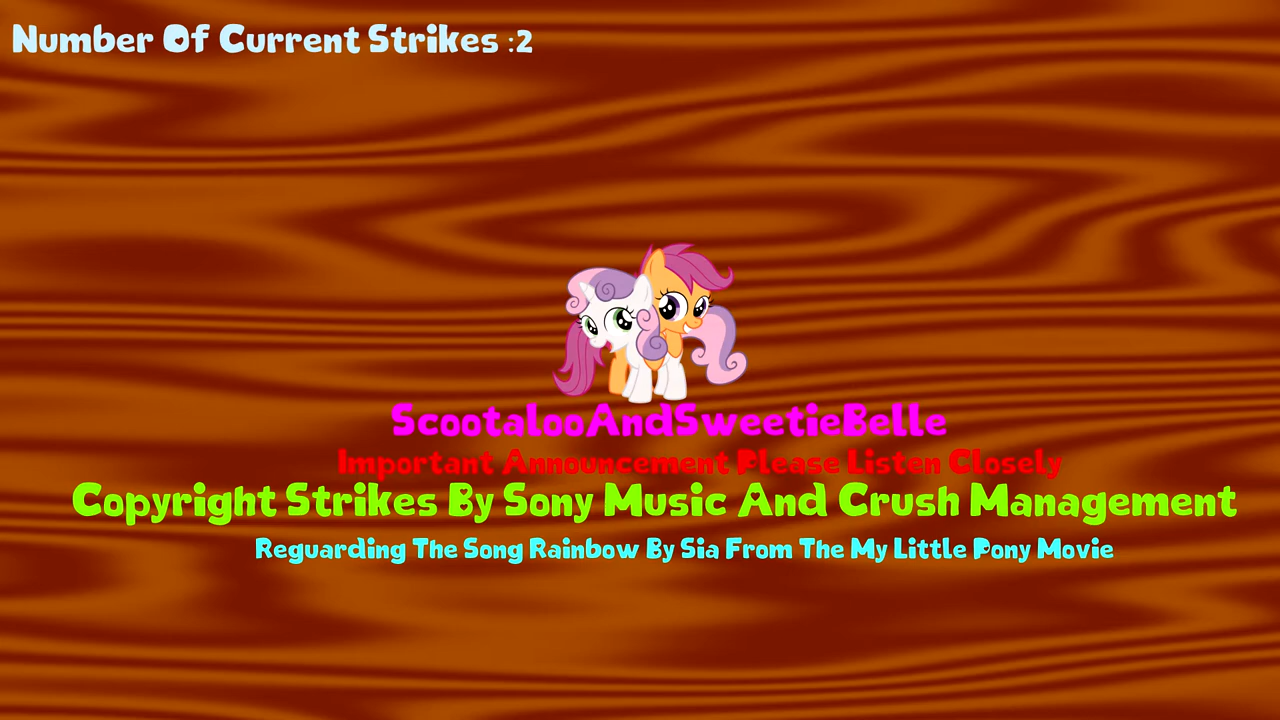 Number Of Current Strikes :2
ScootalooAndSweetieBelle
Important Announcement Please Listen Closely
Copyright Strikes By Sony Music And Crush Management
Reguarding The Song Rainbow By Sia From The My Little Pony Movie